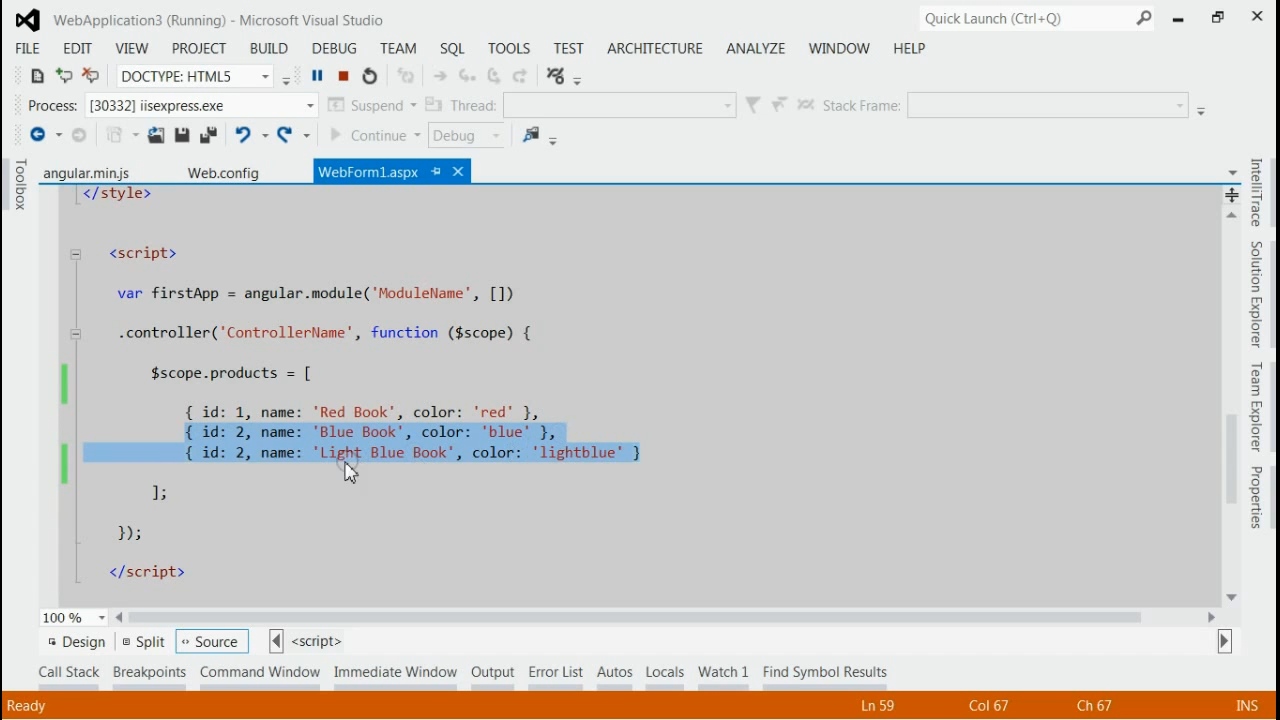 WebApplication3 (Running) - Microsoft Visual Studio
Quick Launch (Ctrl+Q)
FILE EDIT VIEW PROJECT BUILD DEBUG TEAM SQL TOOLS TEST ARCHITECTURE ANALYZE WINDOW HELP
DOCTYPE: HTML5
Process: [30332] iisexpress.exe Suspend Thread: Stack Frame:
Continue Debug
Toolbox
angular.min.js Web.config WebForm1.aspx
</style>
<script>
var firstApp = angular.module('ModuleName', [])
.controller('ControllerName', function ($scope) {
$scope.products = [
{ id: 1, name: 'Red Book', color: 'red' },
{ id: 2, name: 'Blue Book', color: 'blue' },
{ id: 2, name: 'Light Blue Book', color: 'lightblue' }
];
});
</script>
IntelliTrace
Solution Explorer
Team Explorer
Properties
100 %
Design Split Source <script>
Call Stack Breakpoints Command Window Immediate Window Output Error List Autos Locals Watch 1 Find Symbol Results
Ready Ln 59 Col 67 Ch 67 INS